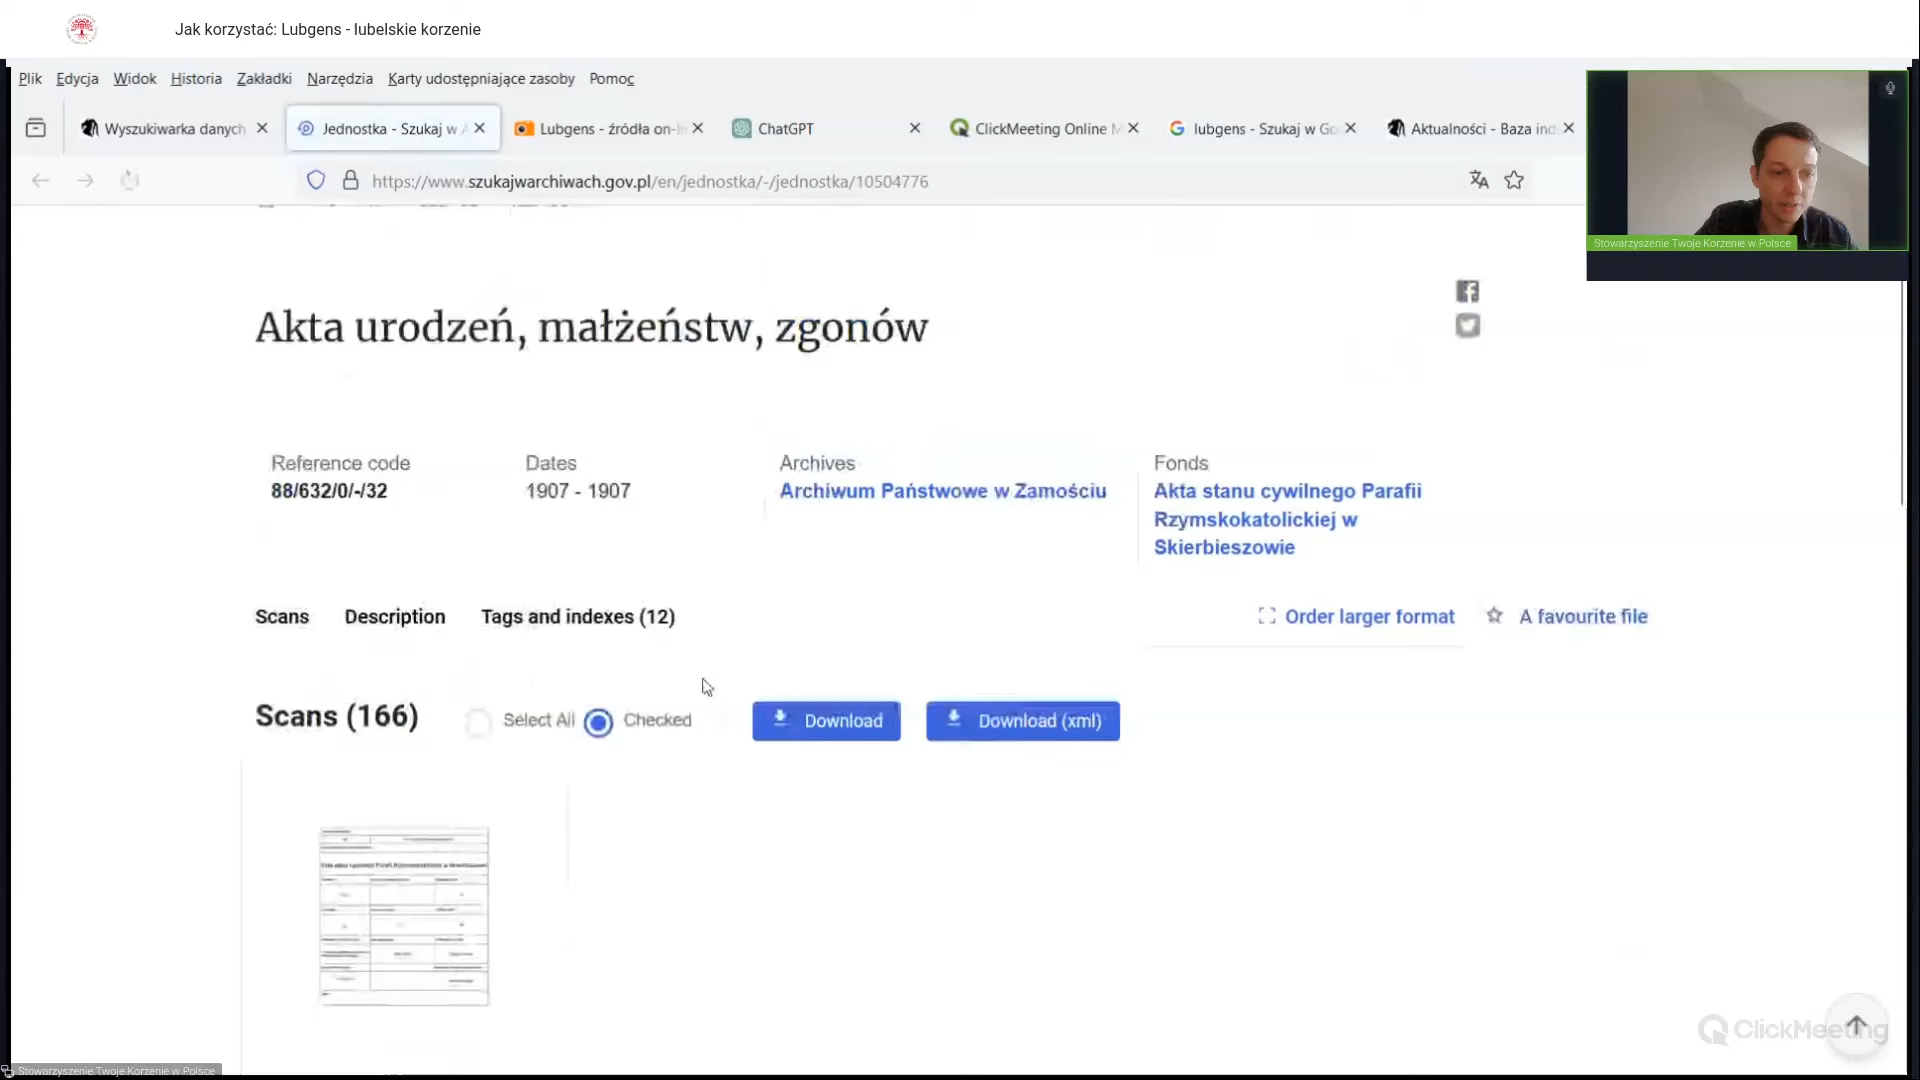 Jak korzystać: Lubgens - lubelskie korzenie
Plik Edycja Widok Historia Zakładki Narzędzia Karty udostępniające zasoby Pomoc
Wyszukiwarka danych
Jednostka - Szukaj w A
Lubgens - źródła on-li
ChatGPT
ClickMeeting Online M
lubgens - Szukaj w Go
Aktualności - Baza ind
https://www.szukajwarchiwach.gov.pl/en/jednostka/-/jednostka/10504776
Stowarzyszenie Twoje Korzenie w Polsce
Akta urodzeń, małżeństw, zgonów
Reference code
88/632/0/-/32
Dates
1907 - 1907
Archives
Archiwum Państwowe w Zamościu
Fonds
Akta stanu cywilnego Parafii
Rzymskokatolickiej w
Skierbieszowie
Scans Description Tags and indexes (12)
Order larger format A favourite file
Scans (166) Select All Checked Download Download (xml)
ClickMeeting
Stowarzyszenie Twoje Korzenie w Polsce